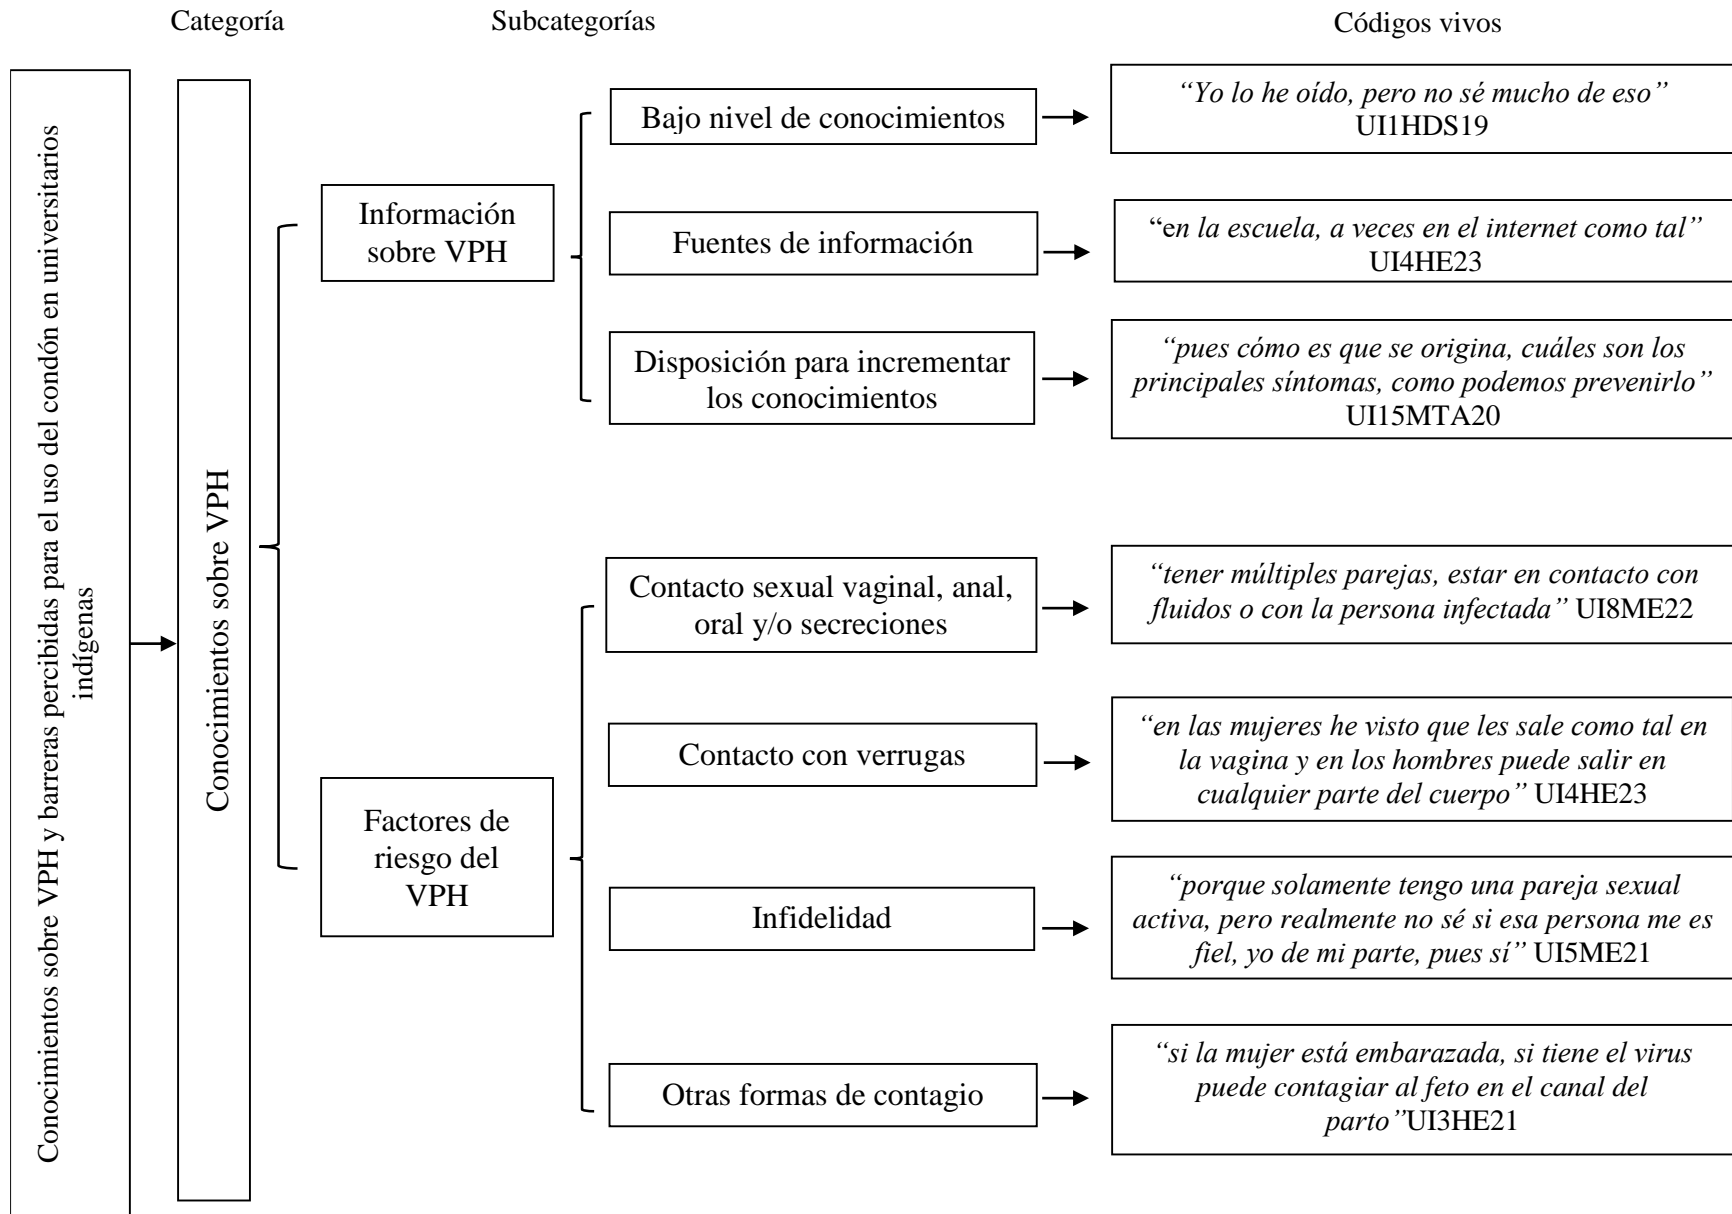 Categoría
Subcategorías
Códigos vivos
Conocimientos sobre VPH y barreras percibidas para el uso del condón en universitarios
indígenas
Conocimientos sobre VPH
Información
sobre VPH
Bajo nivel de conocimientos
“Yo lo he oído, pero no sé mucho de eso”
UI1HDS19
Fuentes de información
“en la escuela, a veces en el internet como tal”
UI4HE23
Disposición para incrementar
los conocimientos
“pues cómo es que se origina, cuáles son los
principales síntomas, como podemos prevenirlo”
UI15MTA20
Factores de
riesgo del
VPH
Contacto sexual vaginal, anal,
oral y/o secreciones
“tener múltiples parejas, estar en contacto con
fluidos o con la persona infectada” UI8ME22
Contacto con verrugas
“en las mujeres he visto que les sale como tal en
la vagina y en los hombres puede salir en
cualquier parte del cuerpo” UI4HE23
Infidelidad
“porque solamente tengo una pareja sexual
activa, pero realmente no sé si esa persona me es
fiel, yo de mi parte, pues sí” UI5ME21
Otras formas de contagio
“si la mujer está embarazada, si tiene el virus
puede contagiar al feto en el canal del
parto”UI3HE21